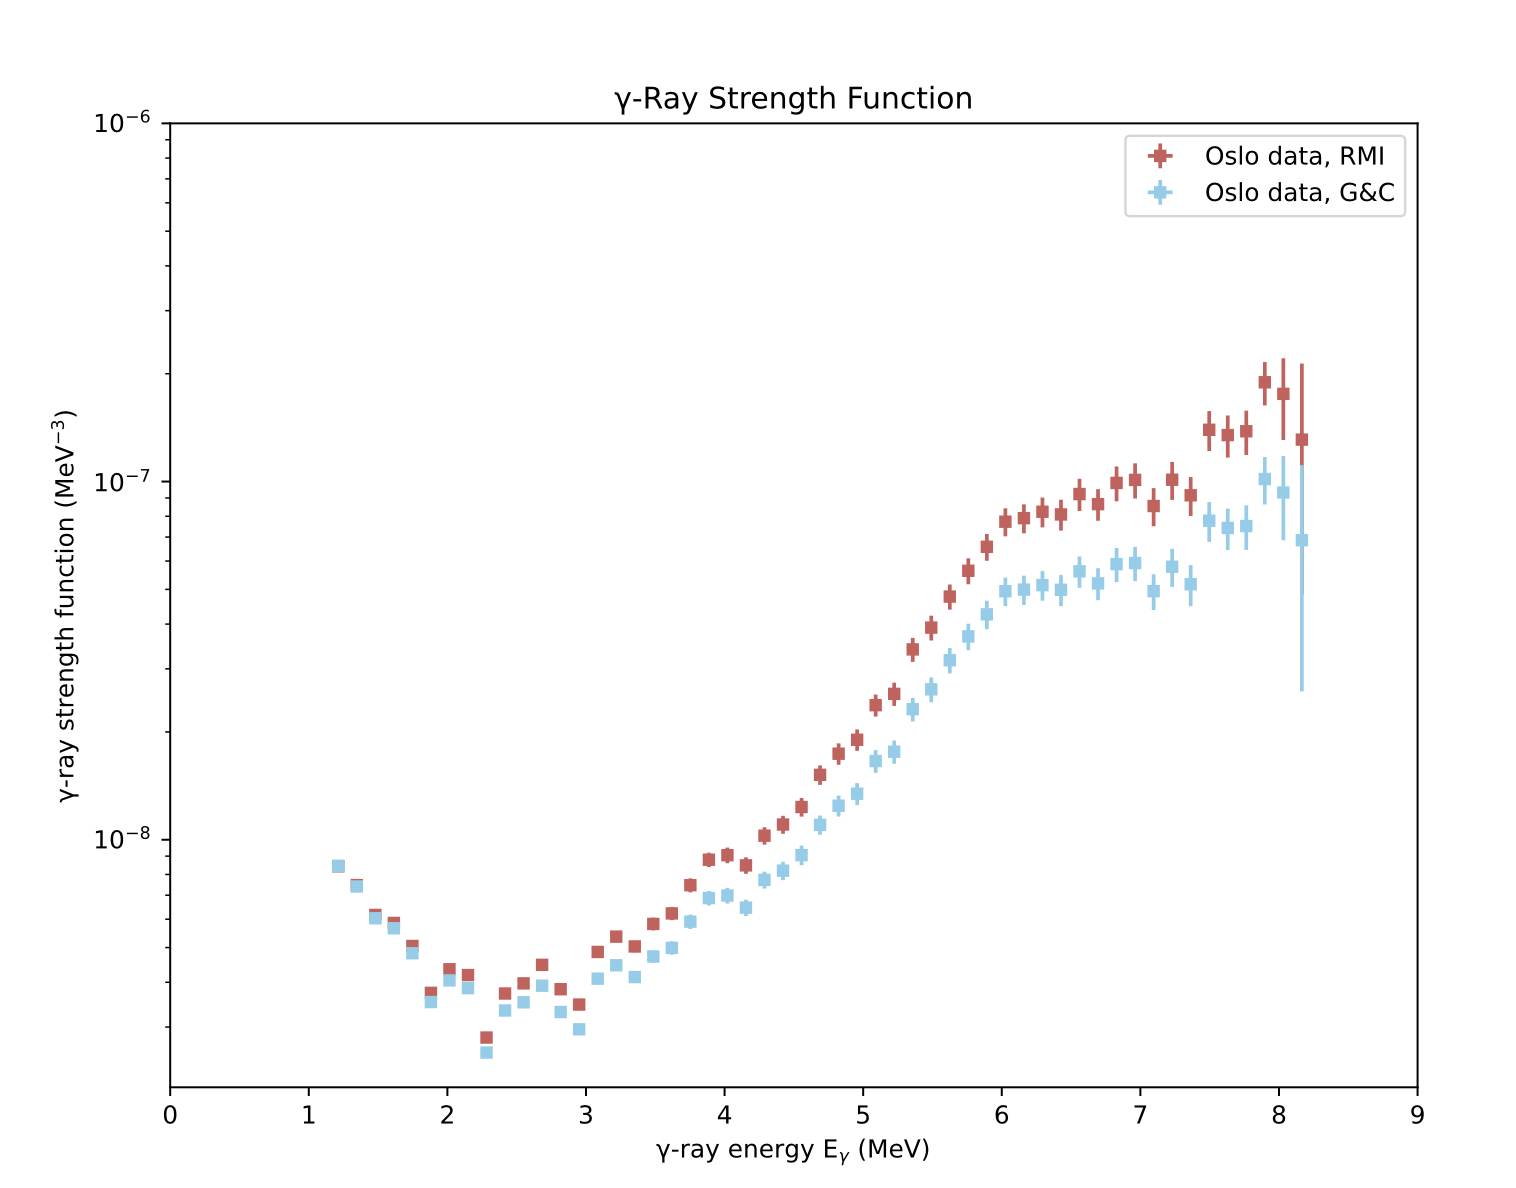 γ-Ray Strength Function
10⁻⁶
10⁻⁷
10⁻⁸
γ-ray strength function (MeV⁻³)
Oslo data, RMI
Oslo data, G&C
0 1 2 3 4 5 6 7 8 9
γ-ray energy Eᵧ (MeV)